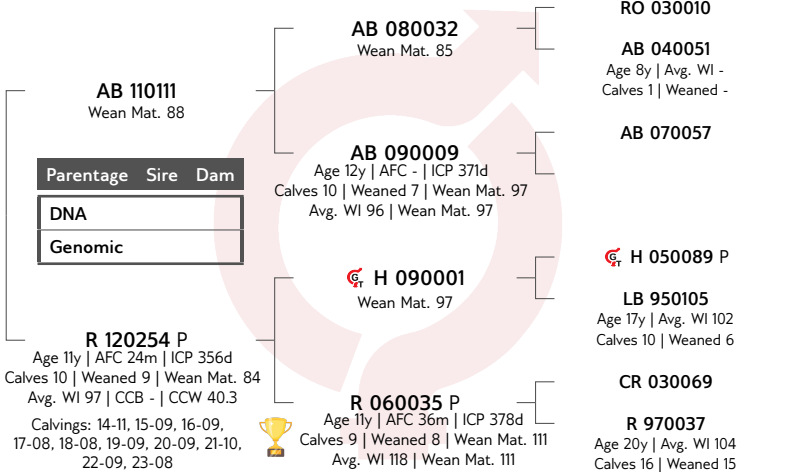 AB 110111
Wean Mat. 88
Parentage Sire Dam
DNA
Genomic
R 120254 P
Age 11y | AFC 24m | ICP 356d
Calves 10 | Weaned 9 | Wean Mat. 84
Avg. WI 97 | CCB - | CCW 40.3
Calvings: 14-11, 15-09, 16-09,
17-08, 18-08, 19-09, 20-09, 21-10,
22-09, 23-08
AB 080032
Wean Mat. 85
AB 090009
Age 12y | AFC - | ICP 371d
Calves 10 | Weaned 7 | Wean Mat. 97
Avg. WI 96 | Wean Mat. 97
GT H 090001
Wean Mat. 97
R 060035 P
Age 11y | AFC 36m | ICP 378d
Calves 9 | Weaned 8 | Wean Mat. 111
Avg. WI 118 | Wean Mat. 111
RO 030010
AB 040051
Age 8y | Avg. WI -
Calves 1 | Weaned -
AB 070057
GT H 050089 P
LB 950105
Age 17y | Avg. WI 102
Calves 10 | Weaned 6
CR 030069
R 970037
Age 20y | Avg. WI 104
Calves 16 | Weaned 15